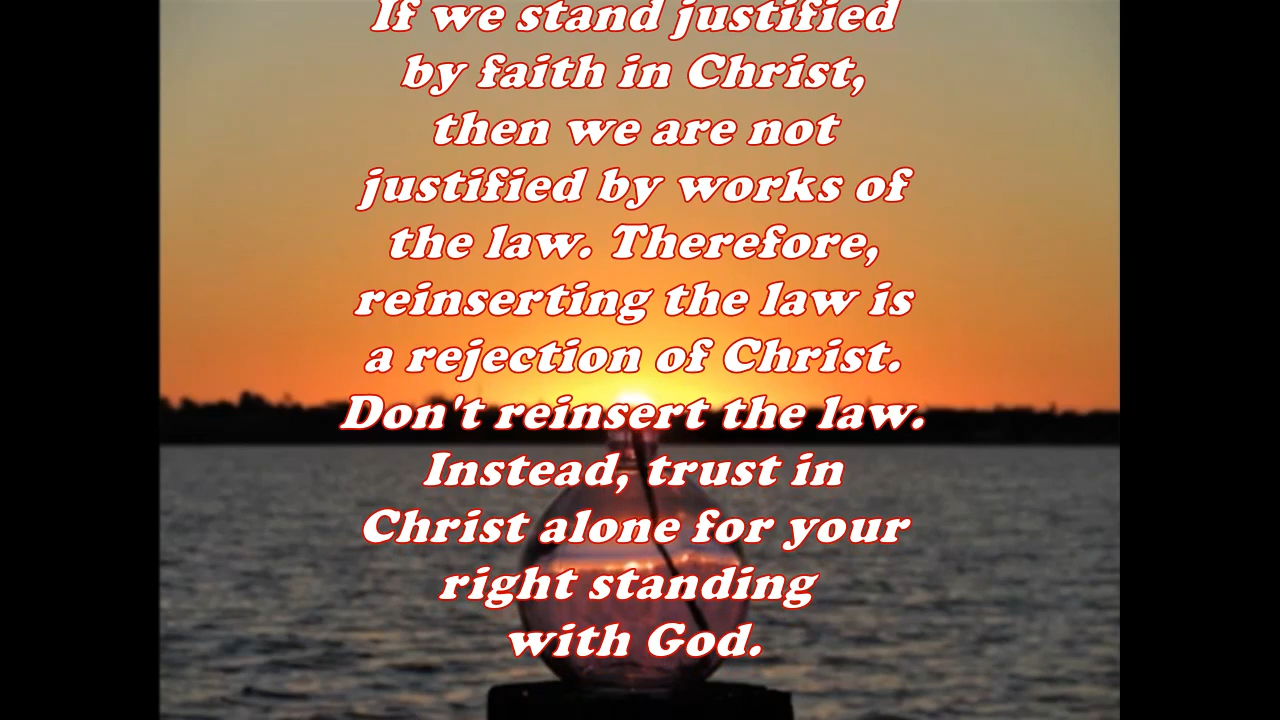 If we stand justified
by faith in Christ,
then we are not
justified by works of
the law. Therefore,
reinserting the law is
a rejection of Christ.
Don't reinsert the law.
Instead, trust in
Christ alone for your
right standing
with God.